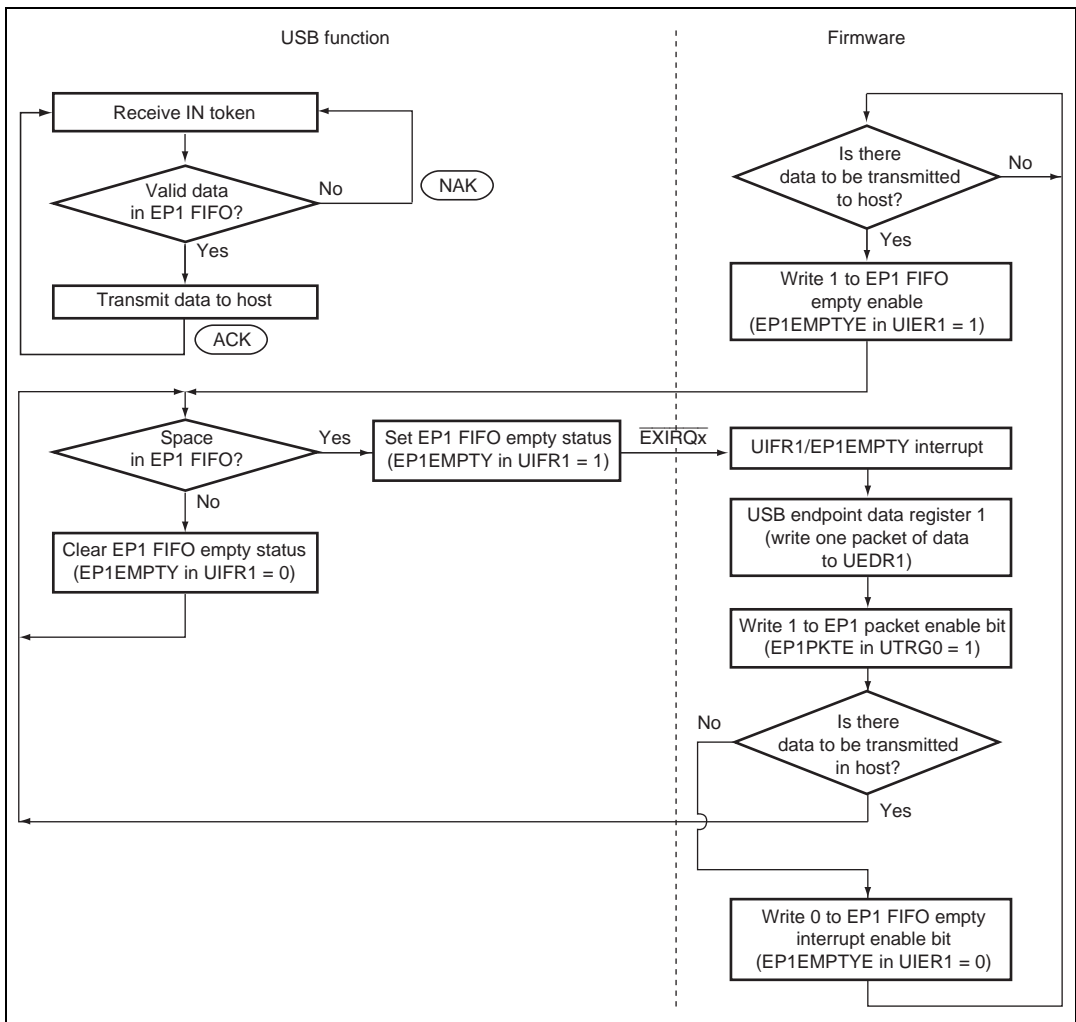 USB function
Firmware
Receive IN token
Valid data
in EP1 FIFO?
No
NAK
Yes
Transmit data to host
ACK
Is there
data to be transmitted
to host?
No
Yes
Write 1 to EP1 FIFO
empty enable
(EP1EMPTYE in UIER1 = 1)
Space
in EP1 FIFO?
Yes
No
Set EP1 FIFO empty status
(EP1EMPTY in UIFR1 = 1)
EXIRQx
UIFR1/EP1EMPTY interrupt
Clear EP1 FIFO empty status
(EP1EMPTY in UIFR1 = 0)
USB endpoint data register 1
(write one packet of data
to UEDR1)
Write 1 to EP1 packet enable bit
(EP1PKTE in UTRG0 = 1)
Is there
data to be transmitted
in host?
No
Yes
Write 0 to EP1 FIFO empty
interrupt enable bit
(EP1EMPTYE in UIER1 = 0)